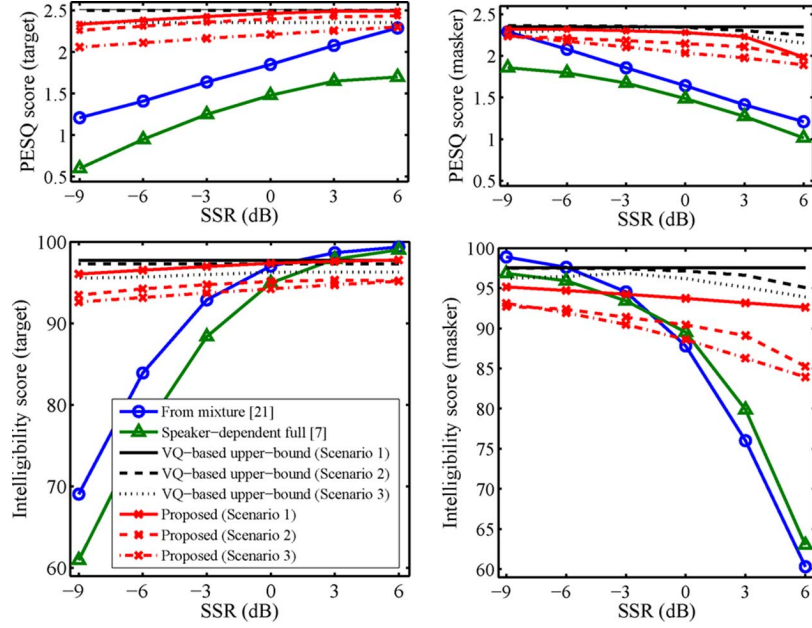 PESQ score (target)
2.5
2
1.5
1
0.5
−9 −6 −3 0 3 6
SSR (dB)
PESQ score (masker)
2.5
2
1.5
1
0.5
−9 −6 −3 0 3 6
SSR (dB)
Intelligibility score (target)
100
90
80
70
60
From mixture [21]
Speaker−dependent full [7]
VQ−based upper−bound (Scenario 1)
VQ−based upper−bound (Scenario 2)
VQ−based upper−bound (Scenario 3)
Proposed (Scenario 1)
Proposed (Scenario 2)
Proposed (Scenario 3)
−9 −6 −3 0 3 6
SSR (dB)
Intelligibility score (masker)
100
95
90
85
80
75
70
65
60
−9 −6 −3 0 3 6
SSR (dB)